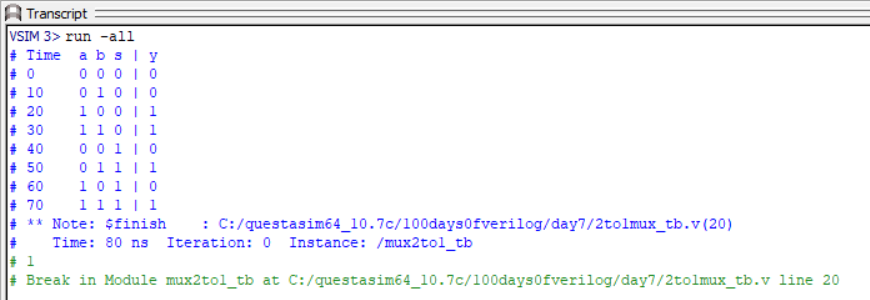 Transcript
VSIM 3> run -all
# Time  a b s | y
# 0     0 0 0 | 0
# 10    0 1 0 | 0
# 20    1 0 0 | 1
# 30    1 1 0 | 1
# 40    0 0 1 | 0
# 50    0 1 1 | 1
# 60    1 0 1 | 0
# 70    1 1 1 | 1
# ** Note: $finish    : C:/questasim64_10.7c/100days0fverilog/day7/2to1mux_tb.v(20)
#    Time: 80 ns  Iteration: 0  Instance: /mux2to1_tb
# 1
# Break in Module mux2to1_tb at C:/questasim64_10.7c/100days0fverilog/day7/2to1mux_tb.v line 20